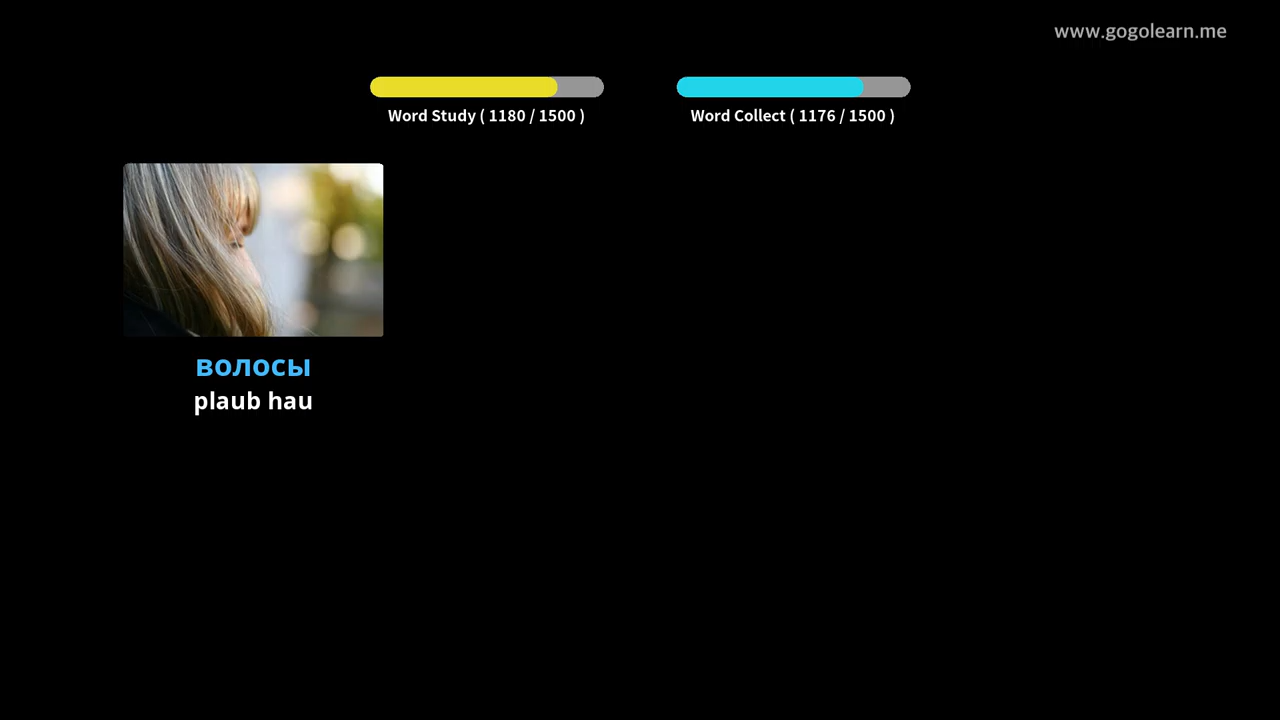 www.gogolearn.me
Word Study ( 1180 / 1500 )
Word Collect ( 1176 / 1500 )
волосы
plaub hau